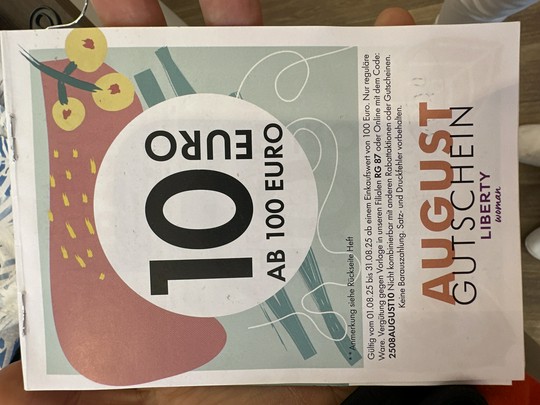 10
EURO
AB 100 EURO
** Anmerkung siehe Rückseite Heft
Gültig vom 01.08.25 bis 31.08.25 ab einem Einkaufswert von 100 Euro. Nur reguläre
Ware. Vergütung gegen Vorlage in unseren Filialen RG 87 oder Online mit dem Code:
2508AUGUST10 Nicht kombinierbar mit anderen Rabattaktionen oder Gutscheinen.
Keine Barauszahlung. Satz- und Druckfehler vorbehalten.
AUGUST
GUTSCHEIN
LIBERTY
woman